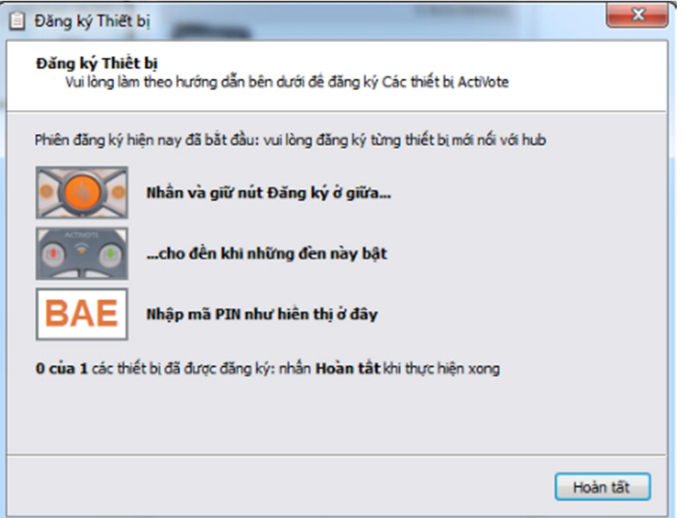 Đăng ký Thiết bị
Đăng ký Thiết bị
Vui lòng làm theo hướng dẫn bên dưới để đăng ký Các thiết bị ActiVote
Phiên đăng ký hiện nay đã bắt đầu: vui lòng đăng ký từng thiết bị mới nối với hub
Nhấn và giữ nút Đăng ký ở giữa...
ACTIVOTE
...cho đến khi những đèn này bật
BAE
Nhập mã PIN như hiển thị ở đây
0 của 1 các thiết bị đã được đăng ký: nhấn Hoàn tất khi thực hiện xong
Hoàn tất